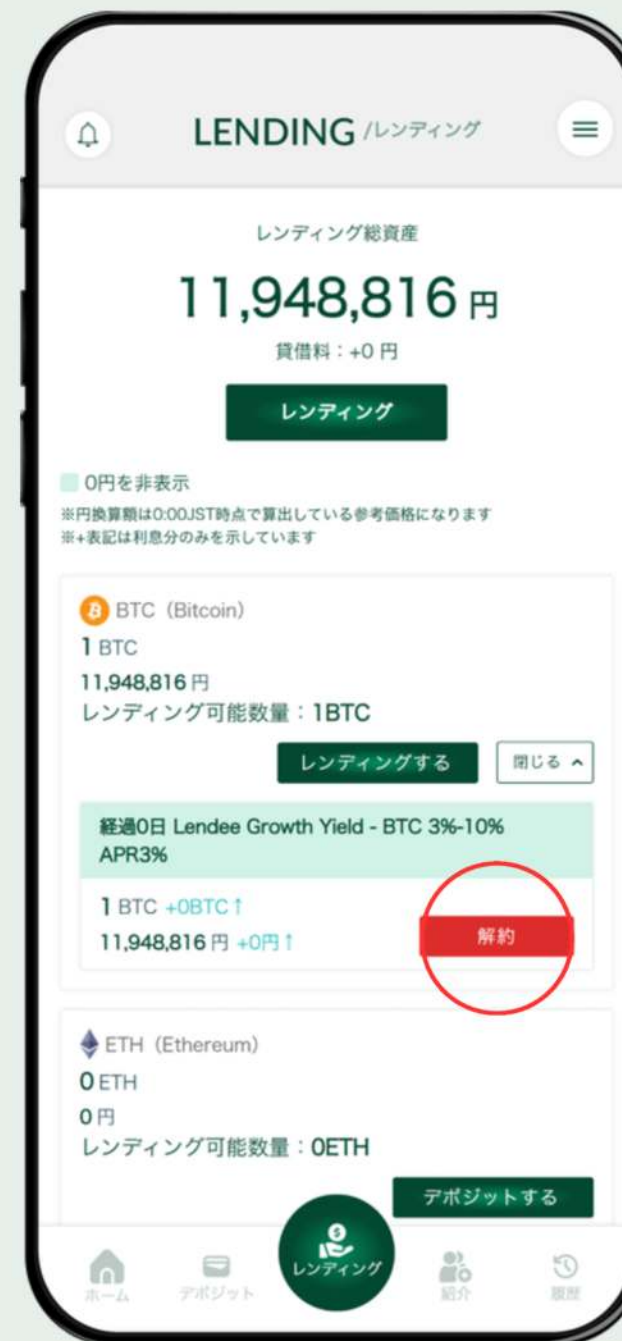 LENDING /レンディング
レンディング総資産
11,948,816 円
貸借料：+0 円
レンディング
0円を非表示
※円換算額は0:00JST時点で算出している参考価格になります
※+表記は利息分のみを示しています
BTC（Bitcoin）
1 BTC
11,948,816 円
レンディング可能数量：1BTC
レンディングする
閉じる
経過0日 Lendee Growth Yield - BTC 3%-10%
APR3%
1 BTC +0BTC↑
11,948,816 円 +0円↑
解約
ETH（Ethereum）
0 ETH
0 円
レンディング可能数量：0ETH
デポジットする
ホーム
デポジット
レンディング
紹介
履歴